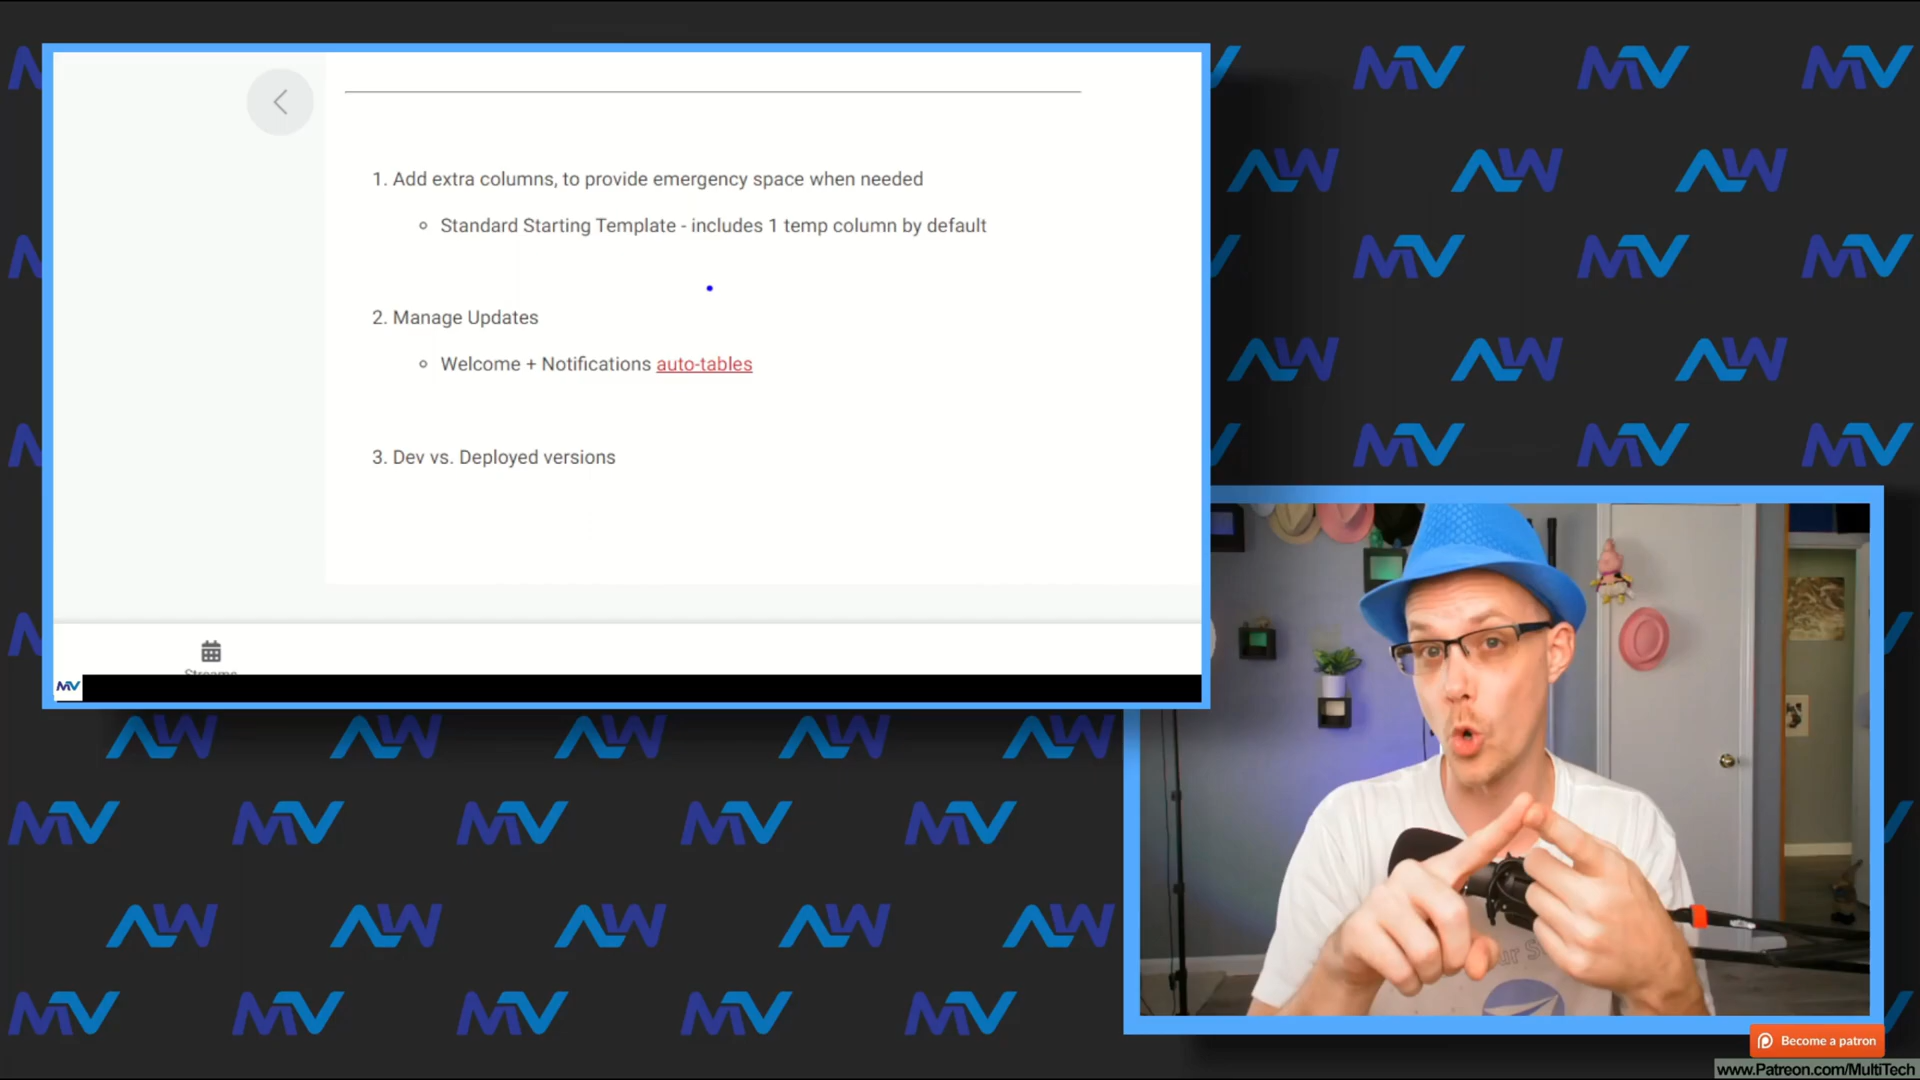 1. Add extra columns, to provide emergency space when needed
Standard Starting Template - includes 1 temp column by default
2. Manage Updates
Welcome + Notifications auto-tables
3. Dev vs. Deployed versions
Become a patron
www.Patreon.com/MultiTech